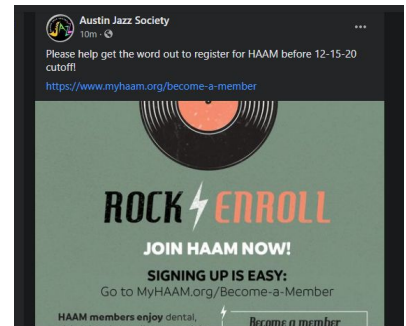 Austin Jazz Society
10m ·
Please help get the word out to register for HAAM before 12-15-20
cutoff!
https://www.myhaam.org/become-a-member
ROCK ENROLL
JOIN HAAM NOW!
SIGNING UP IS EASY:
Go to MyHAAM.org/Become-a-Member
HAAM members enjoy dental,
Become a member